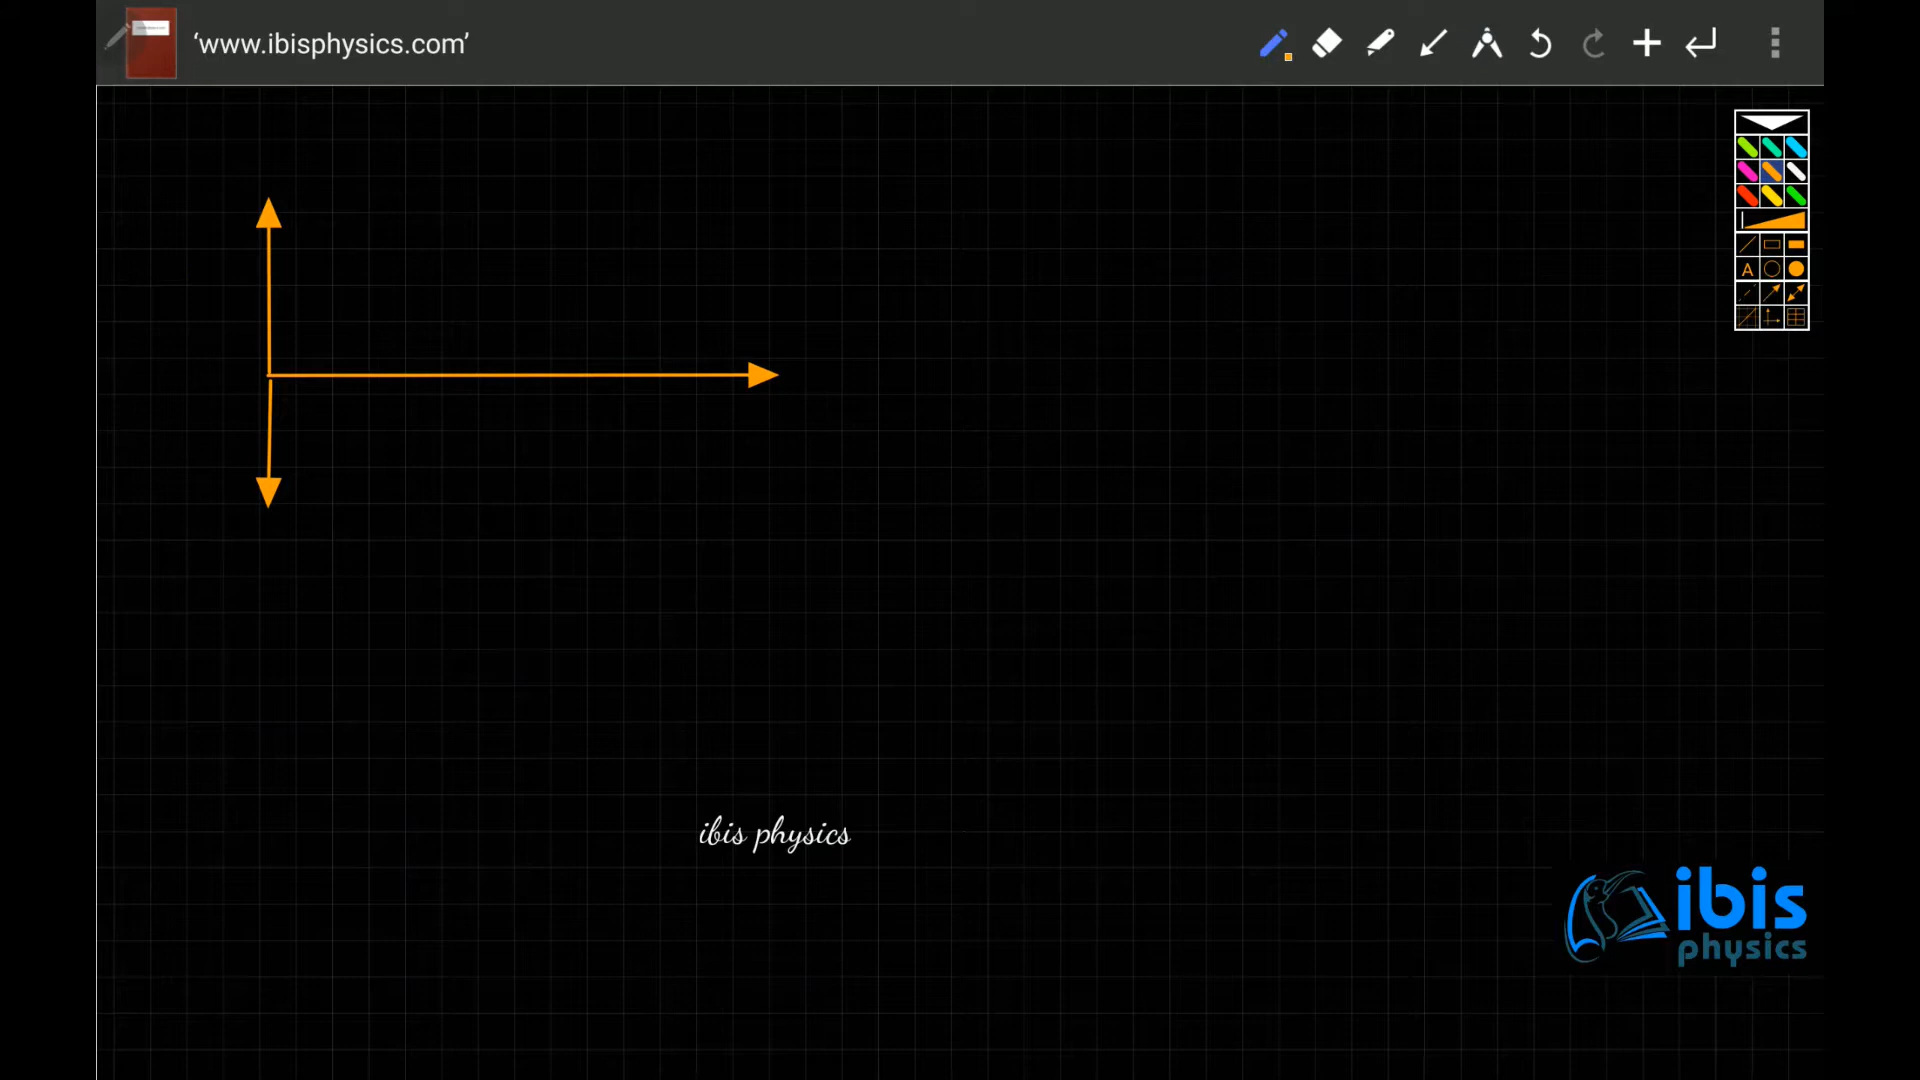 ‘www.ibisphysics.com’
A
ibis physics
ibis
physics